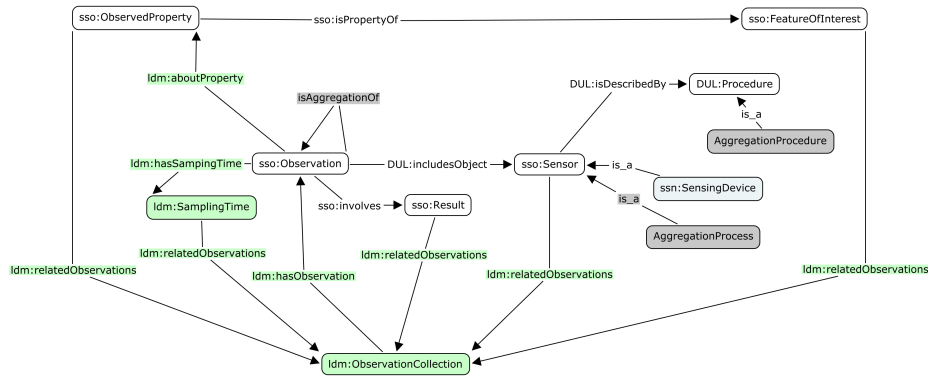 sso:ObservedProperty
sso:isPropertyOf
sso:FeatureOfInterest
ldm:aboutProperty
isAggregationOf
DUL:isDescribedBy
DUL:Procedure
is_a
AggregationProcedure
ldm:hasSampingTime
sso:Observation
DUL:includesObject
sso:Sensor
is_a
ssn:SensingDevice
ldm:SamplingTime
sso:involves
sso:Result
is_a
AggregationProcess
ldm:relatedObservations
ldm:relatedObservations
ldm:hasObservation
ldm:relatedObservations
ldm:relatedObservations
ldm:relatedObservations
ldm:ObservationCollection